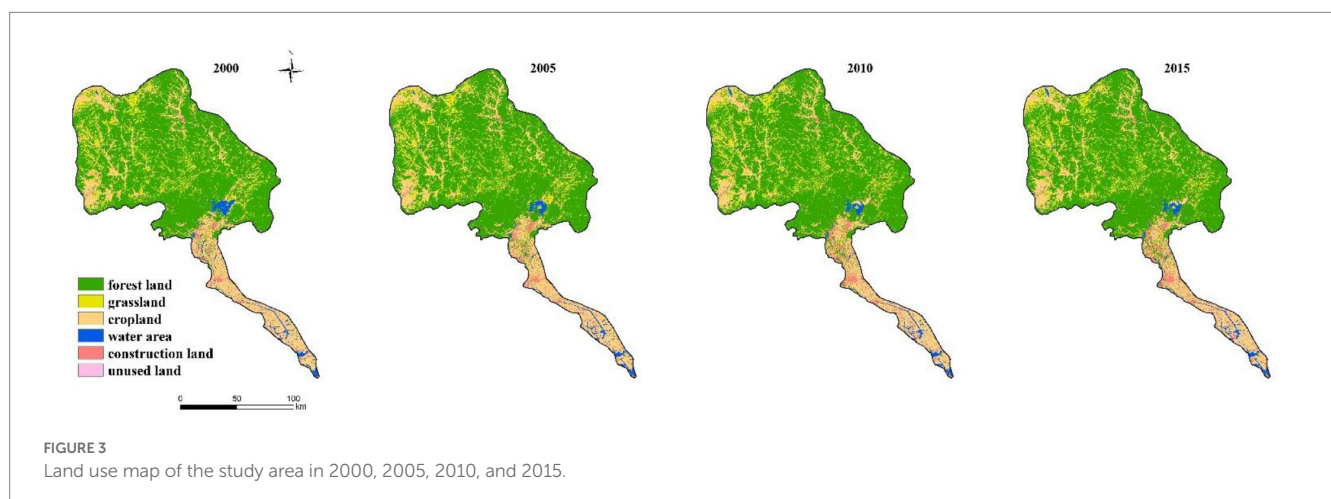 2000
N
2005
2010
2015
forest land
grassland
cropland
water area
construction land
unused land
0 50 100
km
FIGURE 3
Land use map of the study area in 2000, 2005, 2010, and 2015.